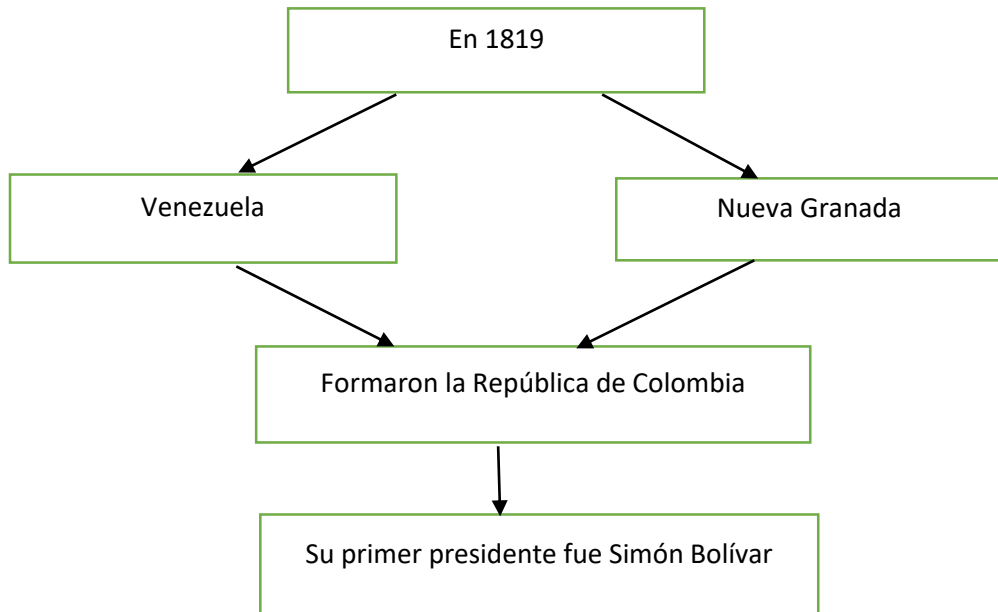 En 1819
Venezuela
Nueva Granada
Formaron la República de Colombia
Su primer presidente fue Simón Bolívar